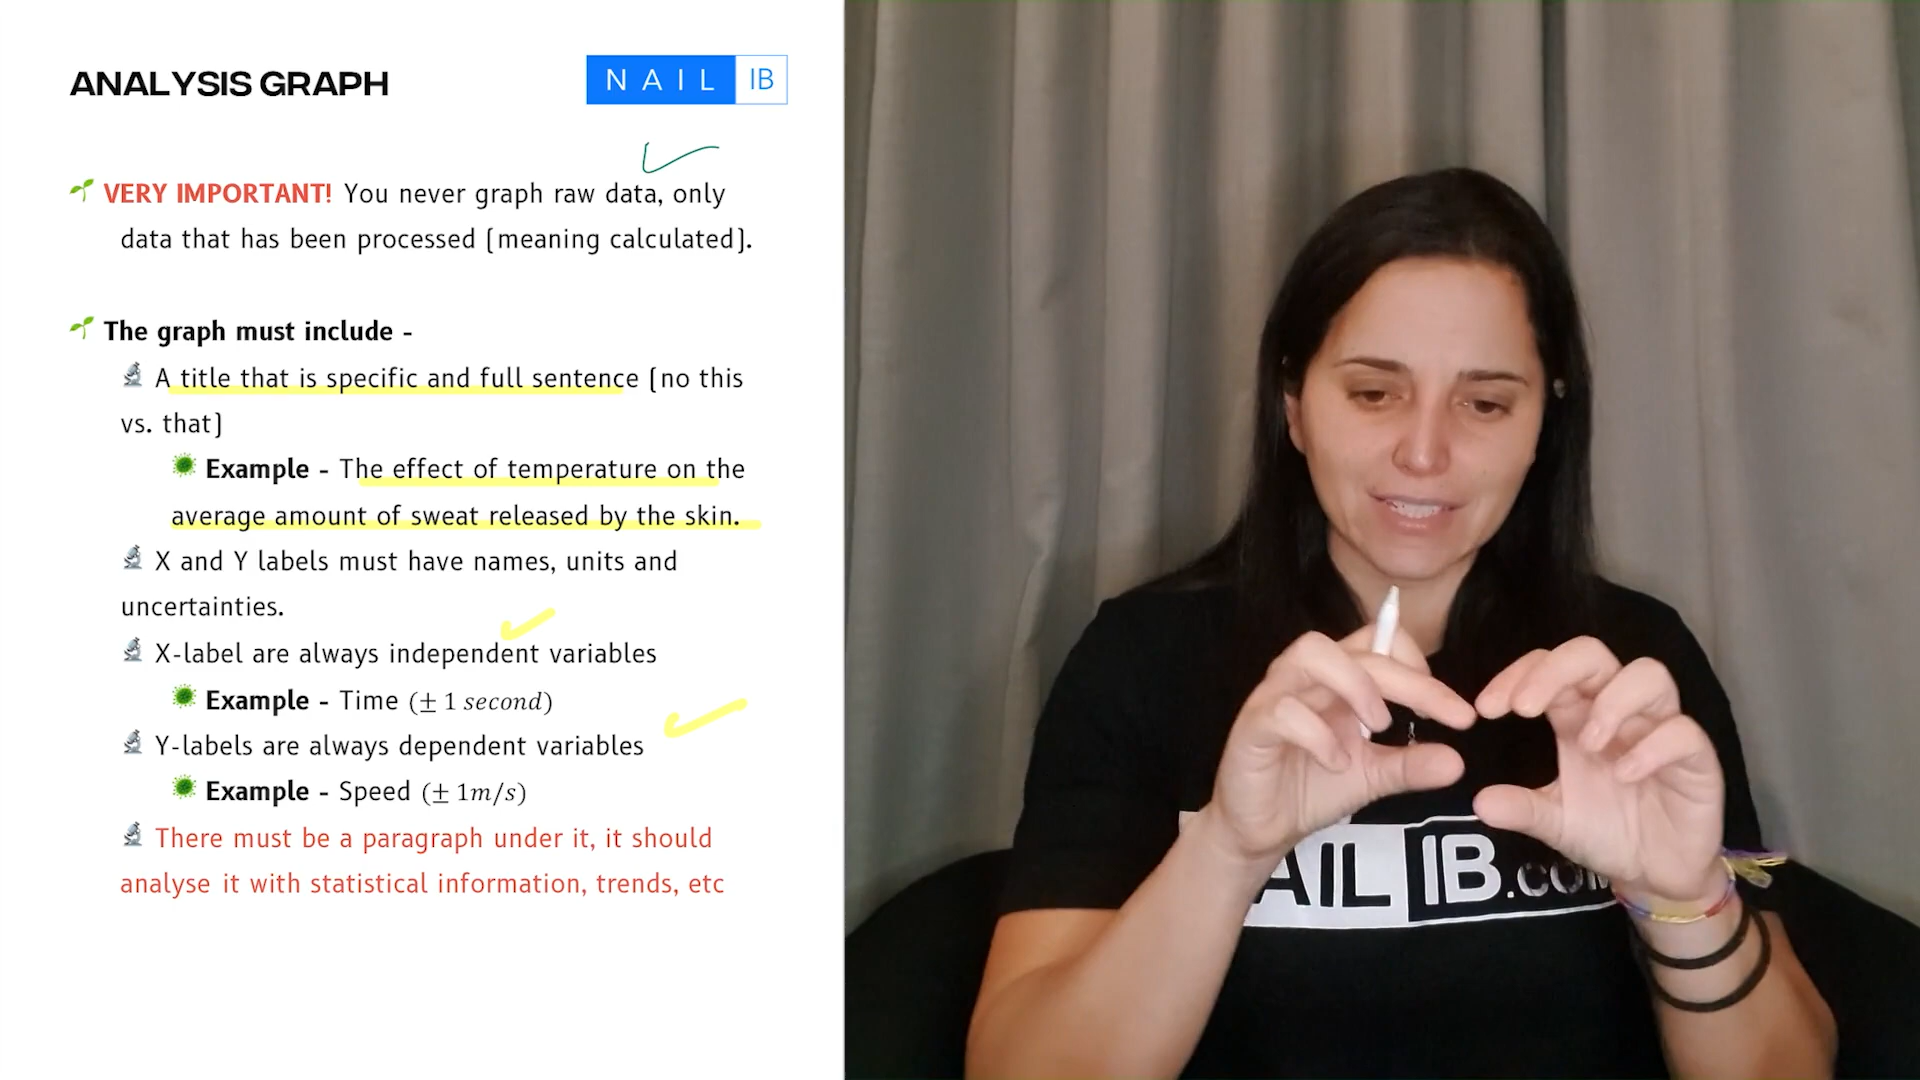 ANALYSIS GRAPH
NAIL IB
VERY IMPORTANT! You never graph raw data, only
data that has been processed (meaning calculated).
The graph must include -
A title that is specific and full sentence (no this
vs. that)
Example - The effect of temperature on the
average amount of sweat released by the skin.
X and Y labels must have names, units and
uncertainties.
X-label are always independent variables
Example - Time (± 1 second)
Y-labels are always dependent variables
Example - Speed (± 1m/s)
There must be a paragraph under it, it should
analyse it with statistical information, trends, etc
AIL IB.com